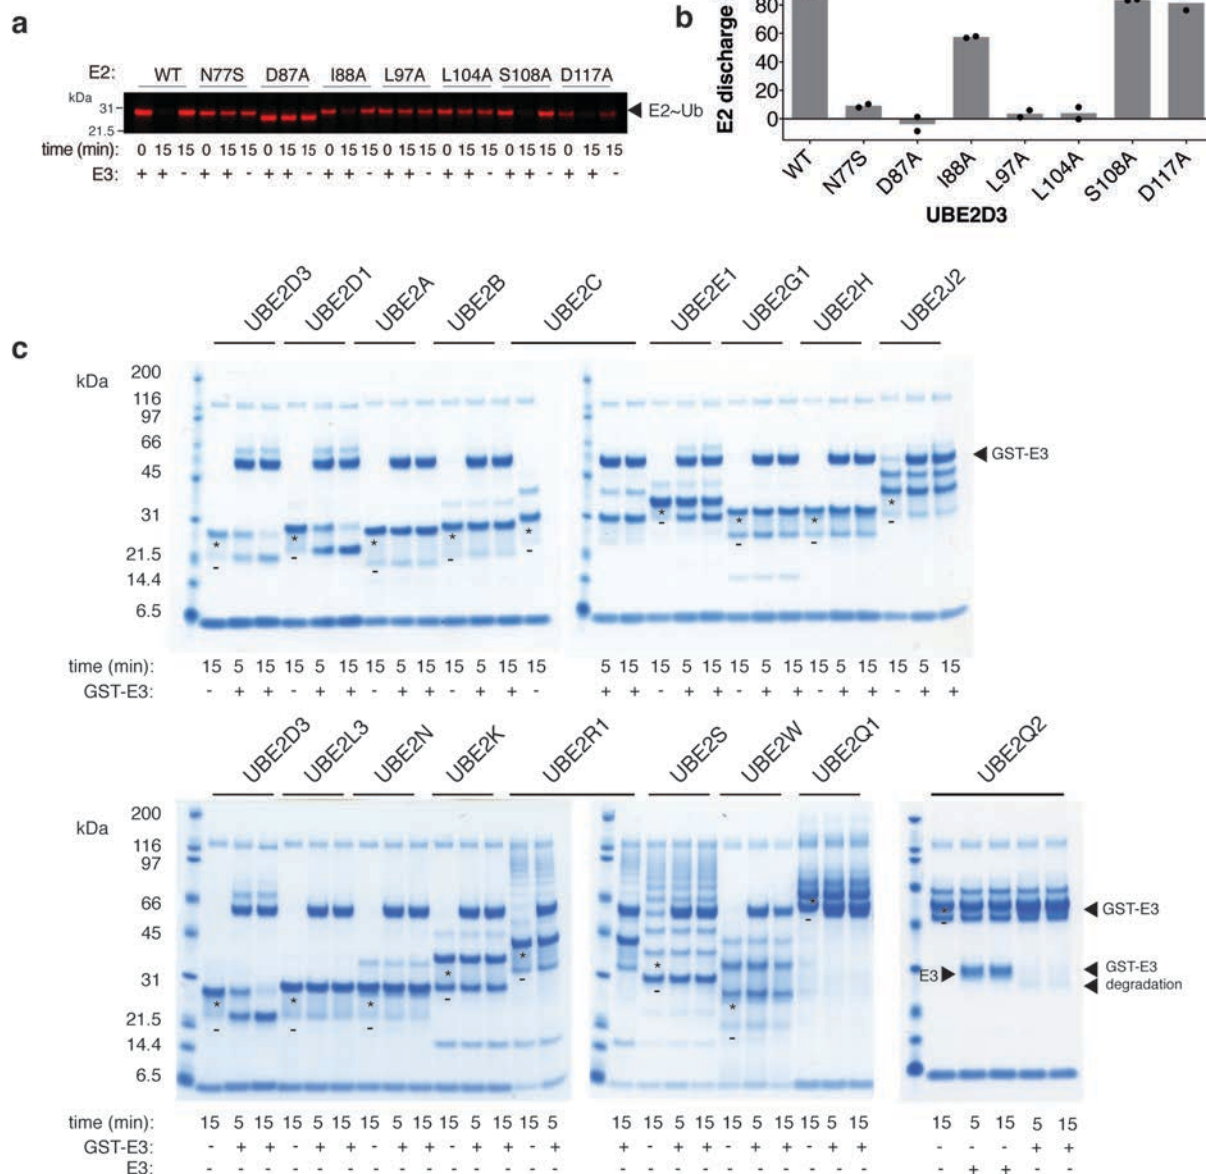 a
E2: WT N77S D87A I88A L97A L104A S108A D117A
kDa
31
21.5
E2~Ub
time (min): 0 15 15 0 15 15 0 15 15 0 15 15 0 15 15 0 15 15 0 15 15 0 15 15
E3: + + - + + - + + - + + - + + - + + - + + - + + -
b
E2 discharge
80
60
40
20
0
WT N77S D87A I88A L97A L104A S108A D117A
UBE2D3
c
UBE2D3 UBE2D1 UBE2A UBE2B UBE2C UBE2E1 UBE2G1 UBE2H UBE2J2
kDa
200
116
97
66
45
31
21.5
14.4
6.5
GST-E3
time (min): 15 5 15 15 5 15 15 5 15 15 5 15 15 5 15 15 5 15 15 5 15 15 5 15 15 5 15
GST-E3: - + + - + + - + + - + + - + + - + + - + + - + + - + +
UBE2D3 UBE2L3 UBE2N UBE2K UBE2R1 UBE2S UBE2W UBE2Q1 UBE2Q2
kDa
200
116
97
66
45
31
21.5
14.4
6.5
GST-E3
E3
GST-E3
degradation
time (min): 15 5 15 15 5 15 15 5 15 15 5 15 15 5 15 15 5 15 15 5 15 15 5 15 15 5 15 5 15
GST-E3: - + + - + + - + + - + + - + + - + + - + + - + + - - - + +
E3: - - - - - - - - - - - - - - - - - - - - - - - - - + + - -